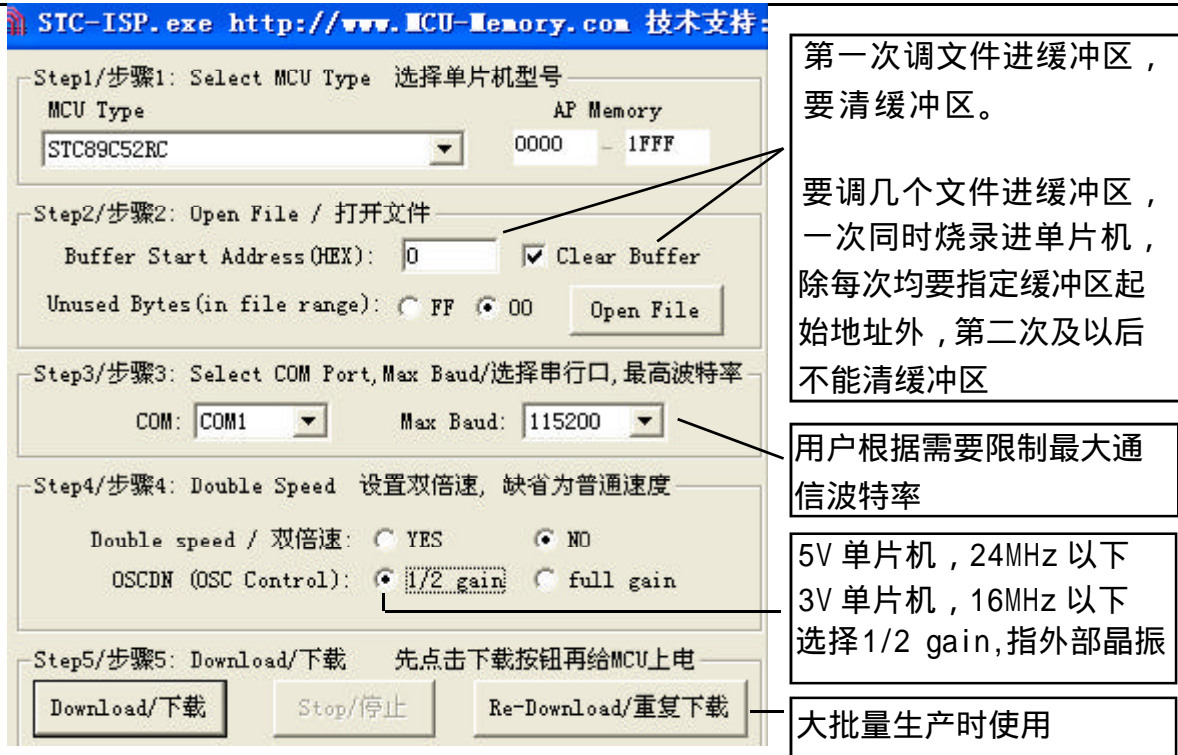 STC-ISP.exe http://www.MCU-Memory.com 技术支持:
Step1/步骤1: Select MCU Type 选择单片机型号
MCU Type AP Memory
STC89C52RC 0000 - 1FFF
Step2/步骤2: Open File / 打开文件
Buffer Start Address(HEX): 0 Clear Buffer
Unused Bytes(in file range): FF 00 Open File
Step3/步骤3: Select COM Port,Max Baud/选择串行口,最高波特率
COM: COM1 Max Baud: 115200
Step4/步骤4: Double Speed 设置双倍速, 缺省为普通速度
Double speed / 双倍速: YES NO
OSCDN (OSC Control): 1/2 gain full gain
Step5/步骤5: Download/下载 先点击下载按钮再给MCU上电
Download/下载 Stop/停止 Re-Download/重复下载
第一次调文件进缓冲区，
要清缓冲区。
要调几个文件进缓冲区，
一次同时烧录进单片机，
除每次均要指定缓冲区起
始地址外，第二次及以后
不能清缓冲区
用户根据需要限制最大通
信波特率
5V 单片机，24MHz 以下
3V 单片机，16MHz 以下
选择1/2 gain,指外部晶振
大批量生产时使用